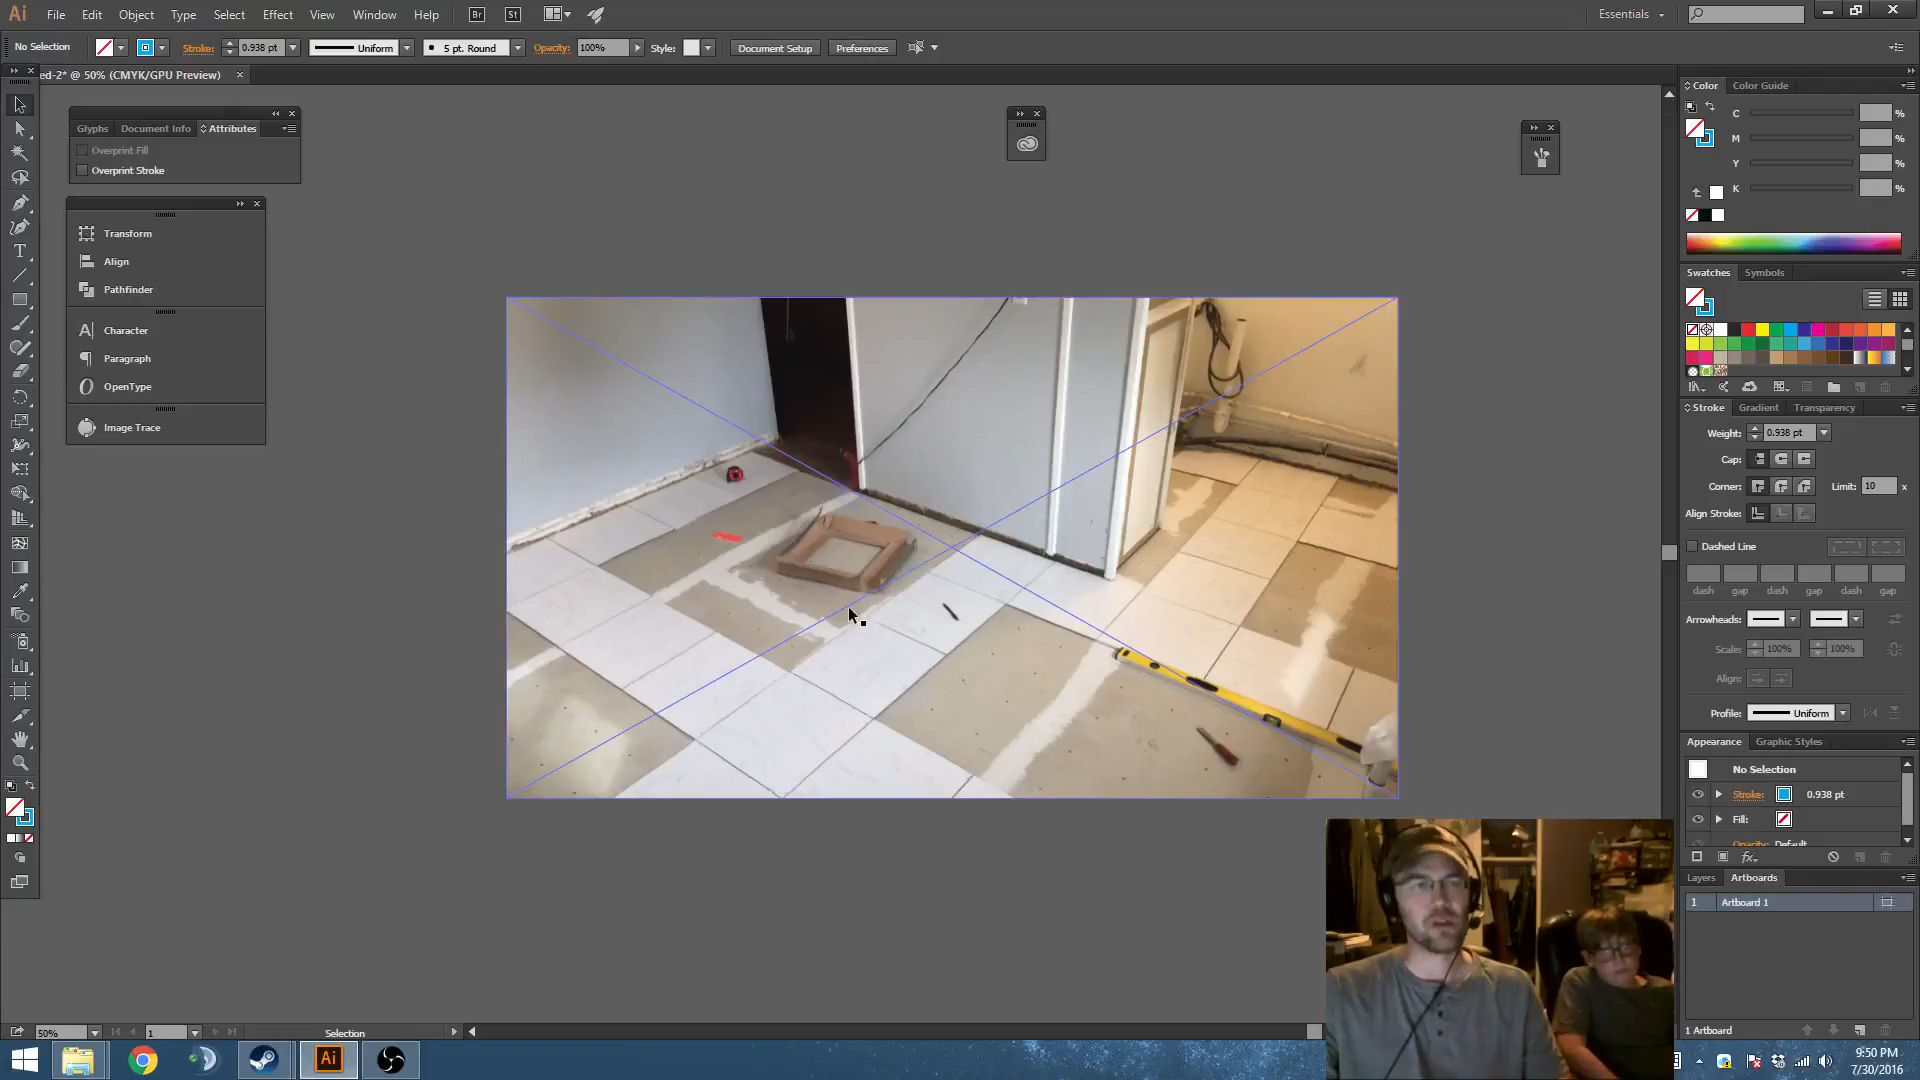 Ai File Edit Object Type Select Effect View Window Help Br St Essentials
No Selection Stroke: 0.938 pt Uniform 5 pt. Round Opacity: 100% Style: Document Setup Preferences
ed-2* @ 50% (CMYK/GPU Preview)
Glyphs Document Info Attributes
Overprint Fill
Overprint Stroke
Transform
Align
Pathfinder
Character
Paragraph
OpenType
Image Trace
Color Color Guide
C %
M %
Y %
K %
Swatches Symbols
Stroke Gradient Transparency
Weight: 0.938 pt
Cap:
Corner: Limit: 10 x
Align Stroke:
Dashed Line
dash gap dash gap dash gap
Arrowheads:
Scale: 100% 100%
Align:
Profile: Uniform
Appearance Graphic Styles
No Selection
Stroke: 0.938 pt
Fill:
Opacity: Default
Layers Artboards
1 Artboard 1
1 Artboard
50% 1 Selection
Ai
9:50 PM
7/30/2016